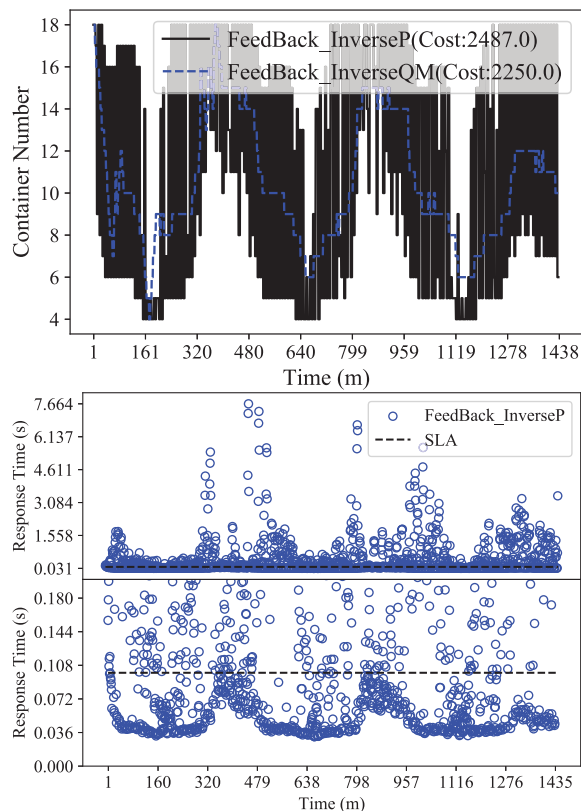 18
16
14
12
10
8
6
4
Container Number
FeedBack_InverseP(Cost:2487.0)
FeedBack_InverseQM(Cost:2250.0)
1 161 320 480 640 799 959 1119 1278 1438
Time (m)
7.664
6.137
4.611
3.084
1.558
0.031
Response Time (s)
FeedBack_InverseP
SLA
0.180
0.144
0.108
0.072
0.036
0.000
Response Time (s)
1 160 320 479 638 798 957 1116 1276 1435
Time (m)